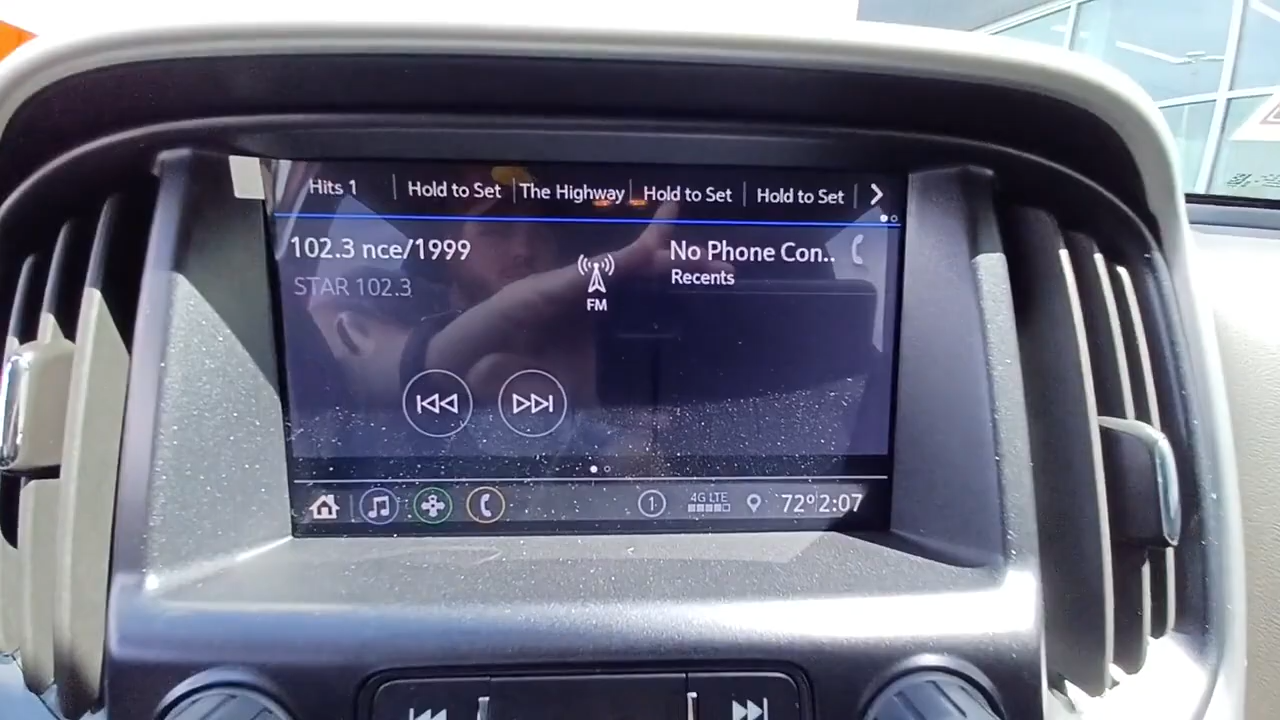 Hits 1
Hold to Set
The Highway
Hold to Set
Hold to Set
102.3 nce/1999
STAR 102.3
FM
No Phone Con..
Recents
1
4G LTE
72° 2:07